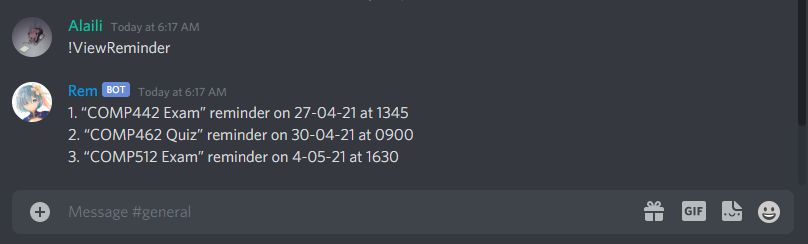 Alaili Today at 6:17 AM
!ViewReminder
Rem BOT Today at 6:17 AM
1. “COMP442 Exam” reminder on 27-04-21 at 1345
2. “COMP462 Quiz” reminder on 30-04-21 at 0900
3. “COMP512 Exam” reminder on 4-05-21 at 1630
Message #general GIF